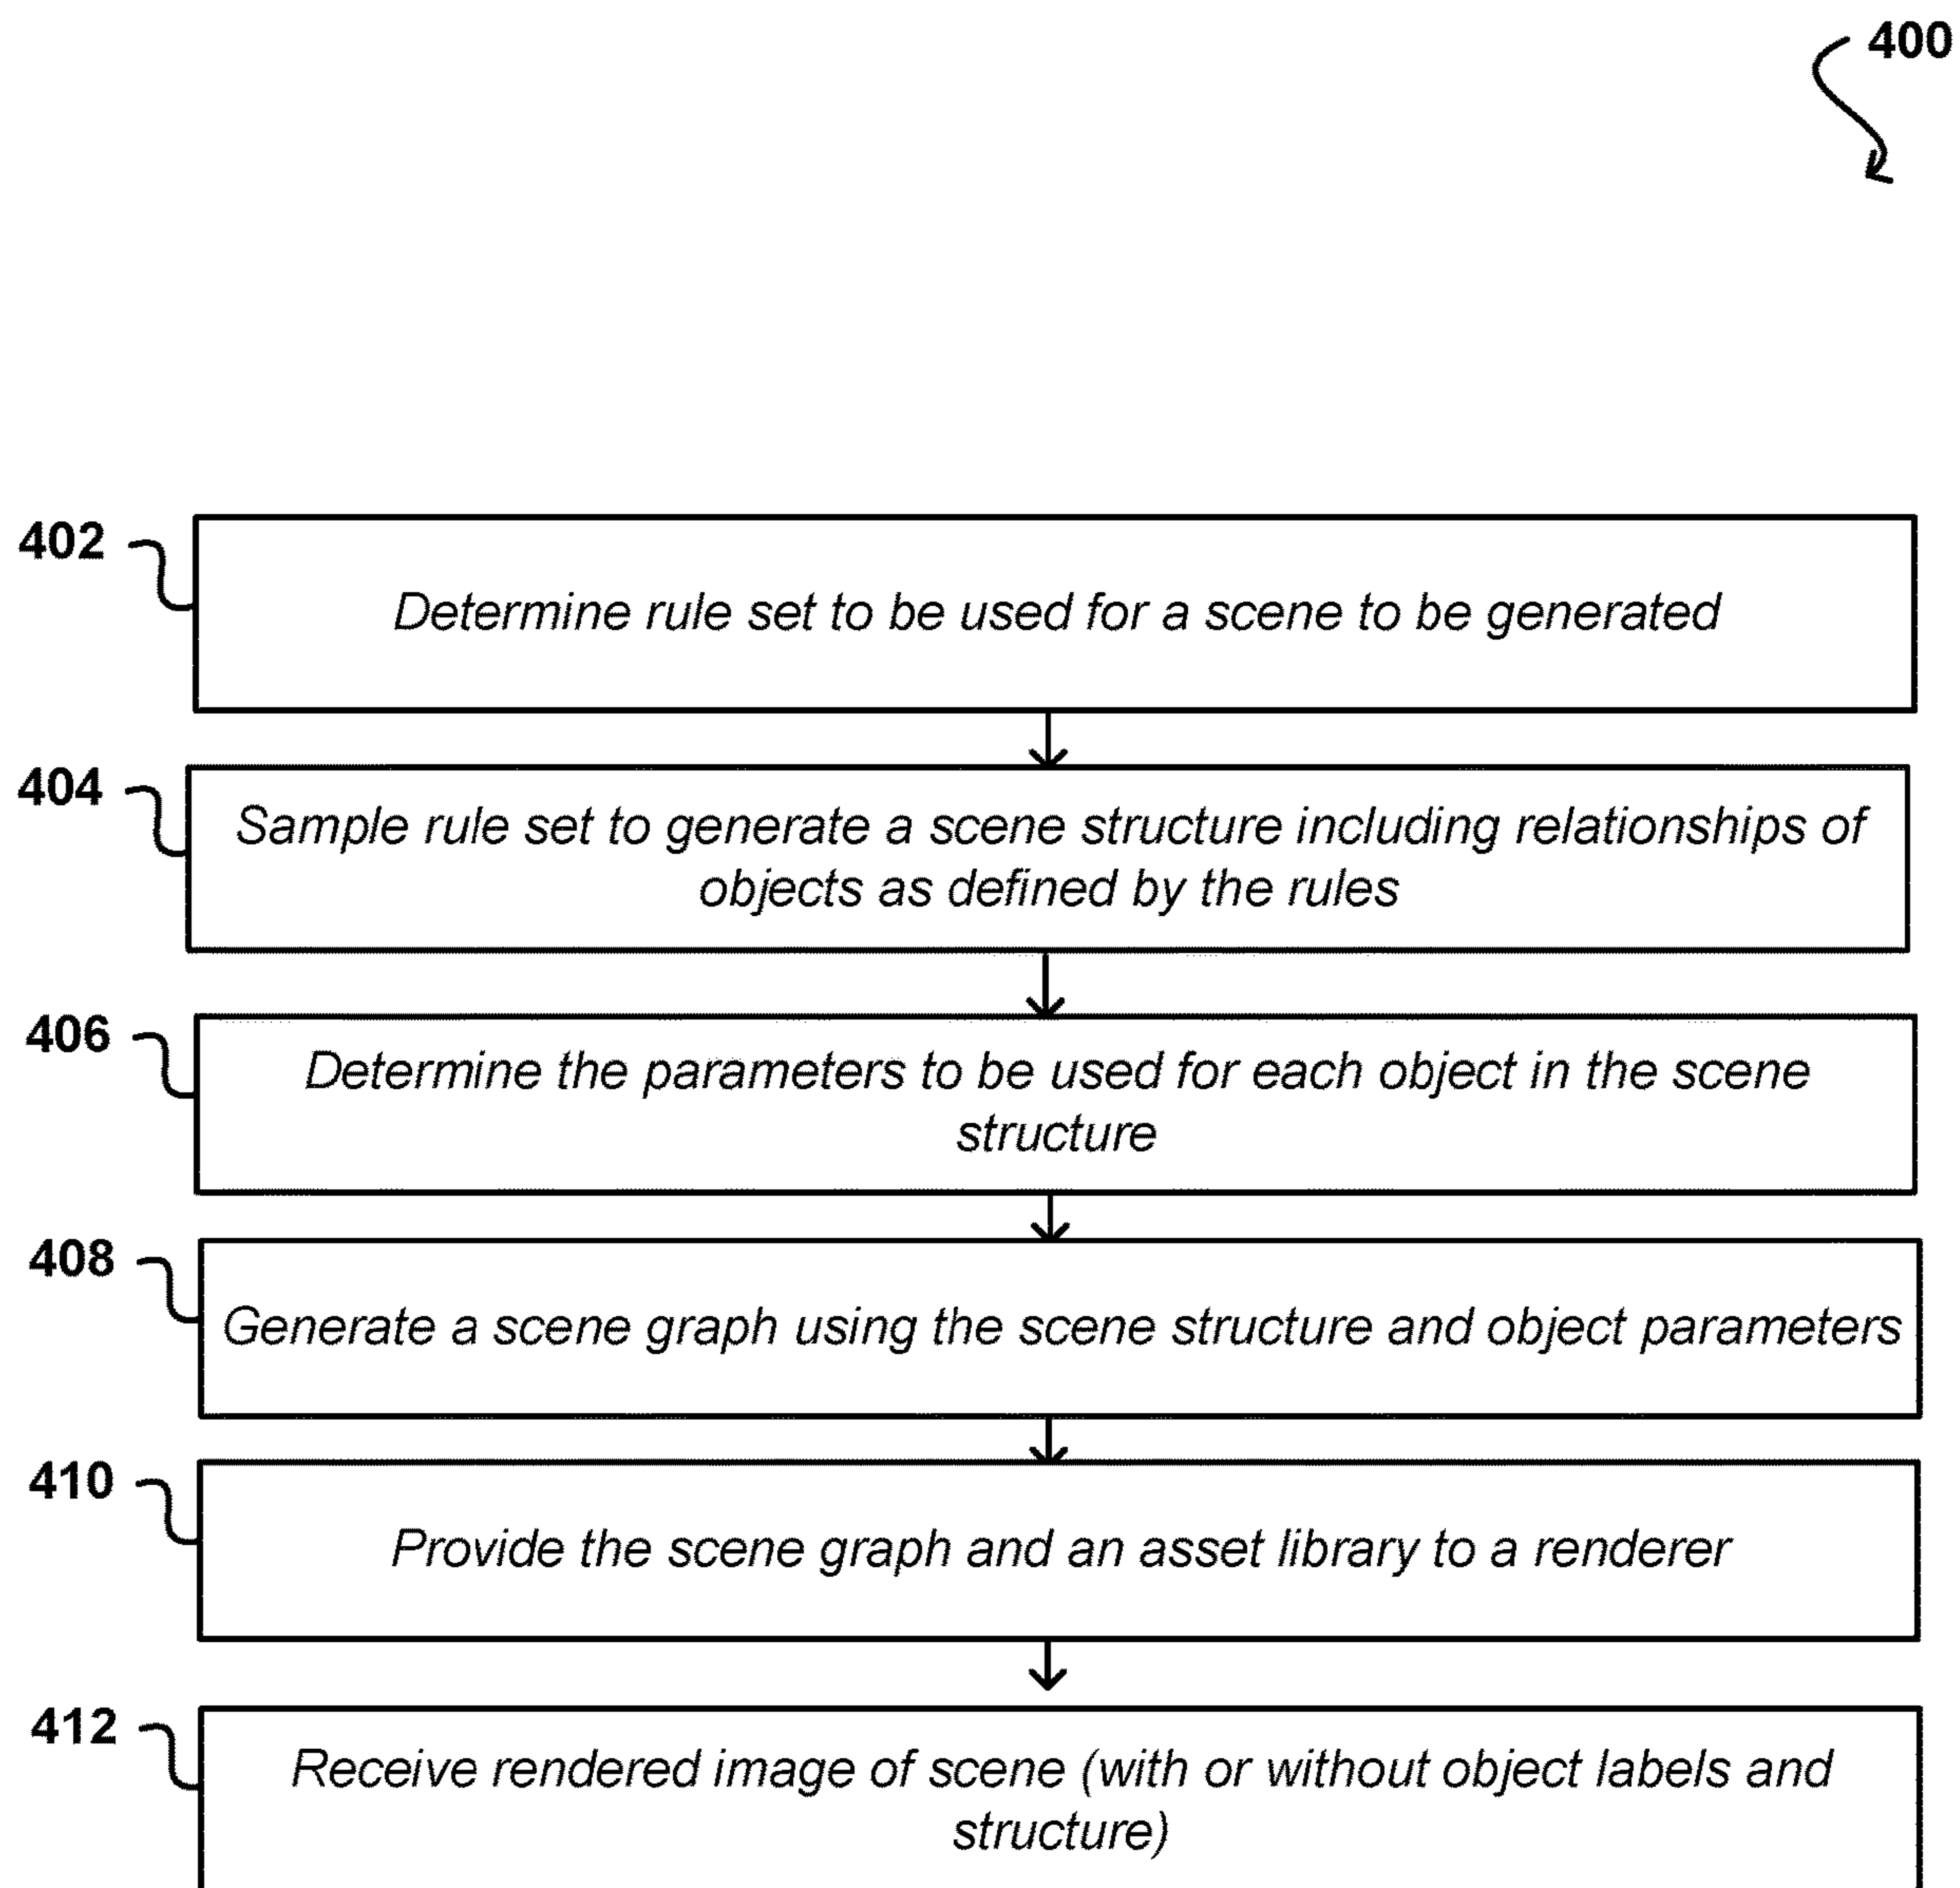 400
402
Determine rule set to be used for a scene to be generated
404
Sample rule set to generate a scene structure including relationships of
objects as defined by the rules
406
Determine the parameters to be used for each object in the scene
structure
408
Generate a scene graph using the scene structure and object parameters
410
Provide the scene graph and an asset library to a renderer
412
Receive rendered image of scene (with or without object labels and
structure)